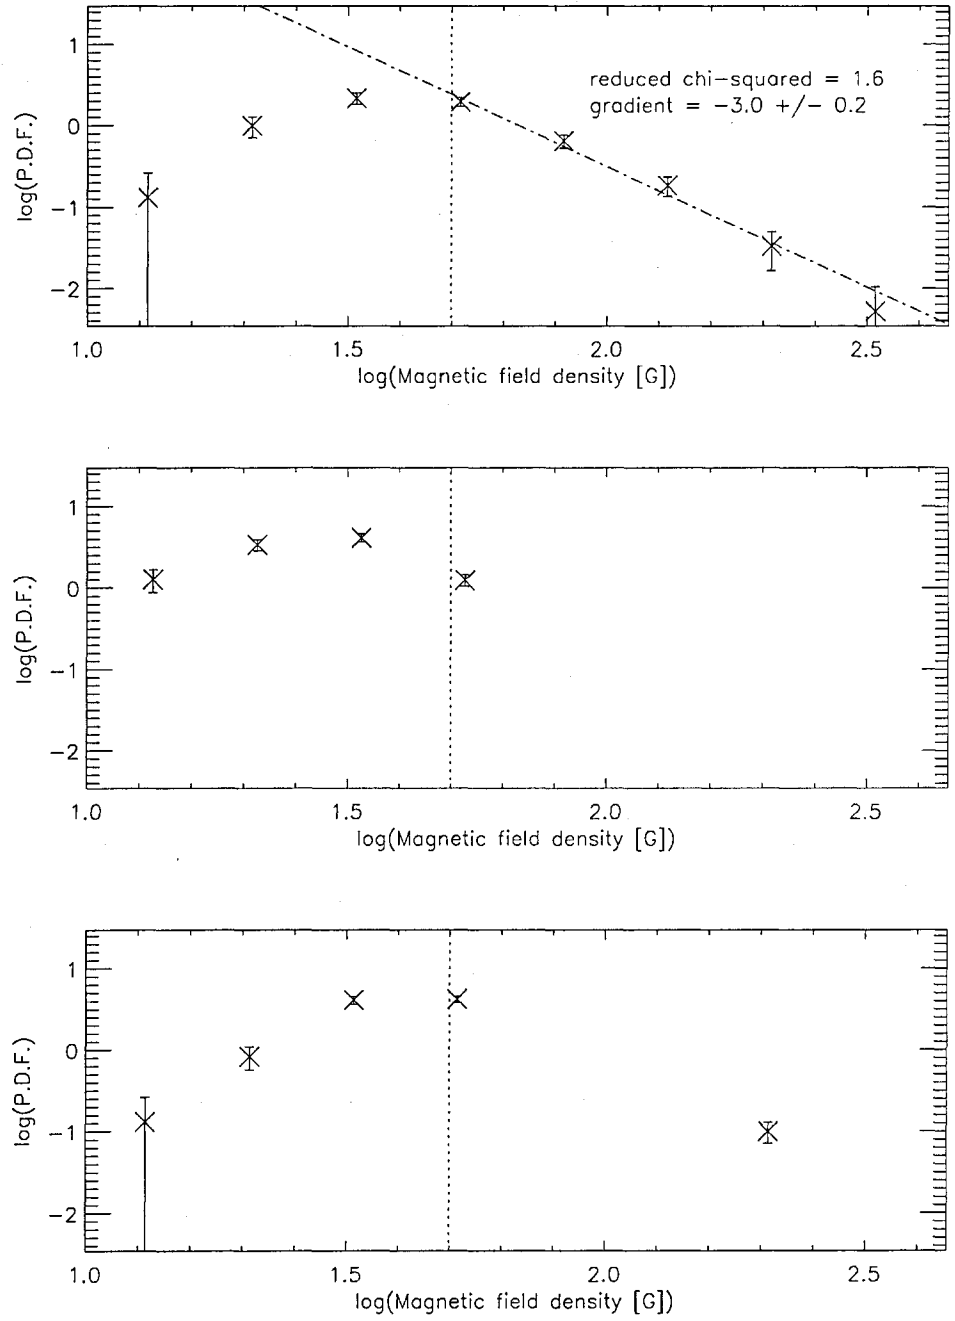 1
0
−1
−2
log(P.D.F.)
reduced chi−squared = 1.6
gradient = −3.0 +/− 0.2
1.0 1.5 2.0 2.5
log(Magnetic field density [G])
1
0
−1
−2
log(P.D.F.)
1.0 1.5 2.0 2.5
log(Magnetic field density [G])
1
0
−1
−2
log(P.D.F.)
1.0 1.5 2.0 2.5
log(Magnetic field density [G])